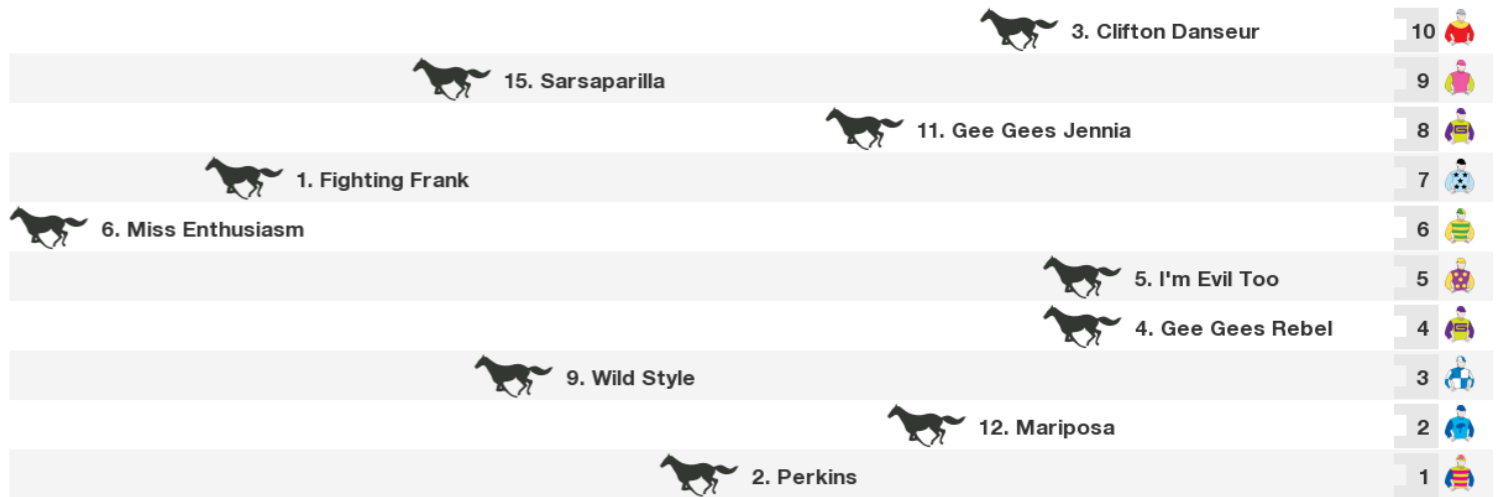 3. Clifton Danseur 10
15. Sarsaparilla 9
11. Gee Gees Jennia 8
1. Fighting Frank 7
6. Miss Enthusiasm 6
5. I'm Evil Too 5
4. Gee Gees Rebel 4
9. Wild Style 3
12. Mariposa 2
2. Perkins 1